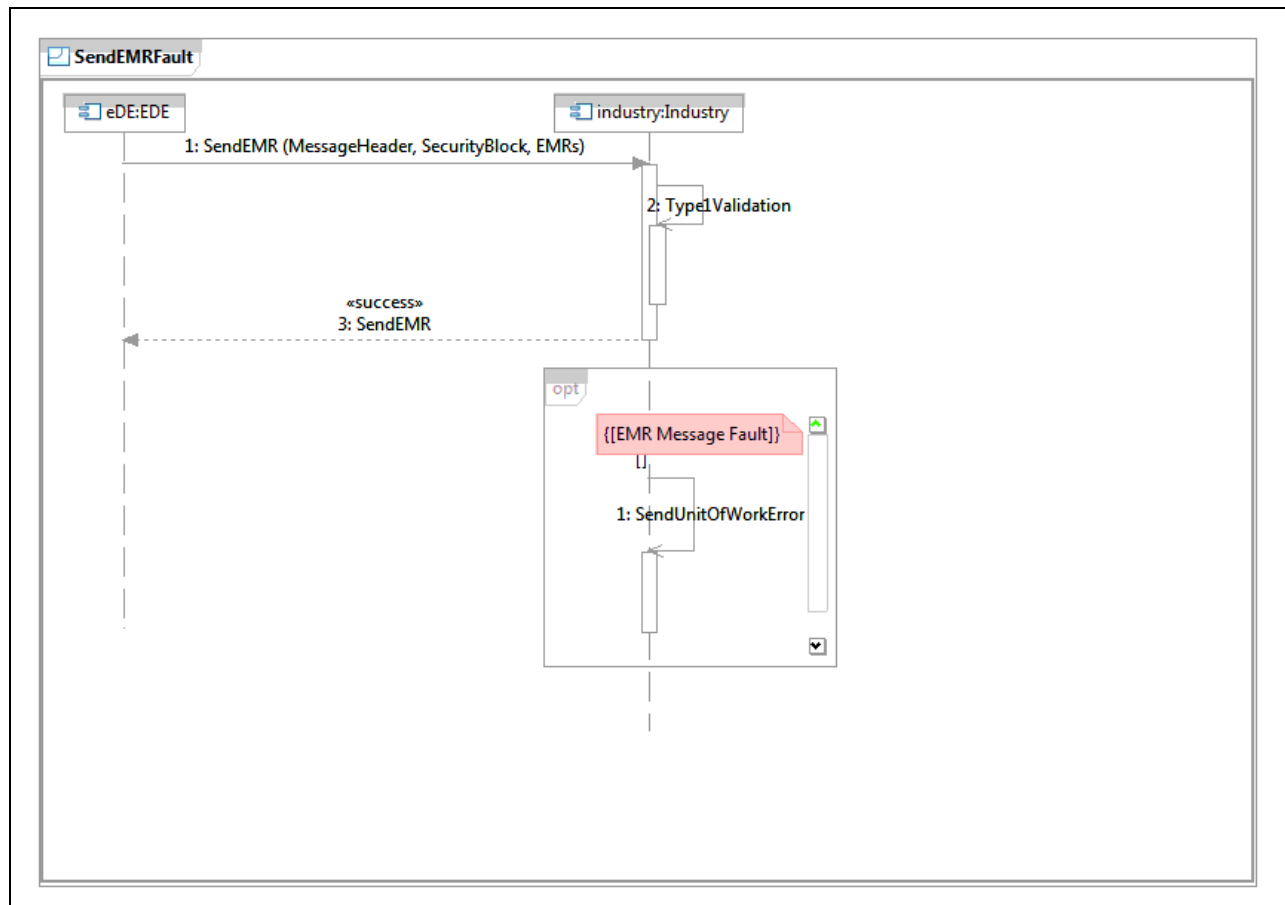 SendEMRFault
eDE:EDE
industry:Industry
1: SendEMR (MessageHeader, SecurityBlock, EMRs)
2: Type1Validation
«success»
3: SendEMR
opt
{[EMR Message Fault]}
[]
1: SendUnitOfWorkError